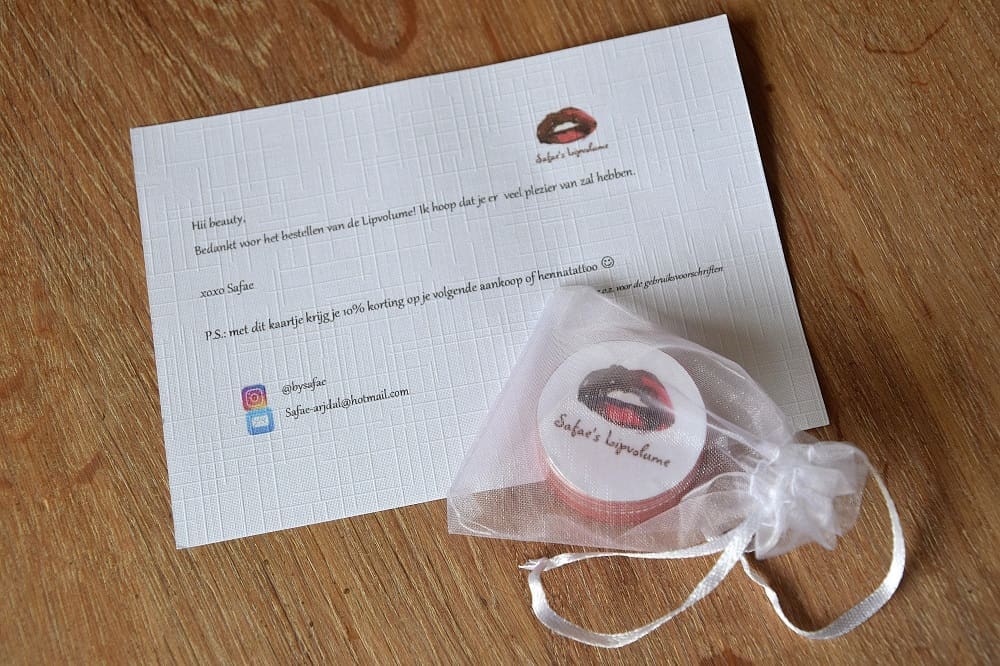 Safae's Lipvolume
Hii beauty,
Bedankt voor het bestellen van de Lipvolume! Ik hoop dat je er veel plezier van zal hebben.
xoxo Safae
P.S.: met dit kaartje krijg je 10% korting op je volgende aankoop of hennatattoo ☺
z.o.z. voor de gebruiksvoorschriften
@bysafae
Safae-arjdal@hotmail.com
Safae's Lipvolume